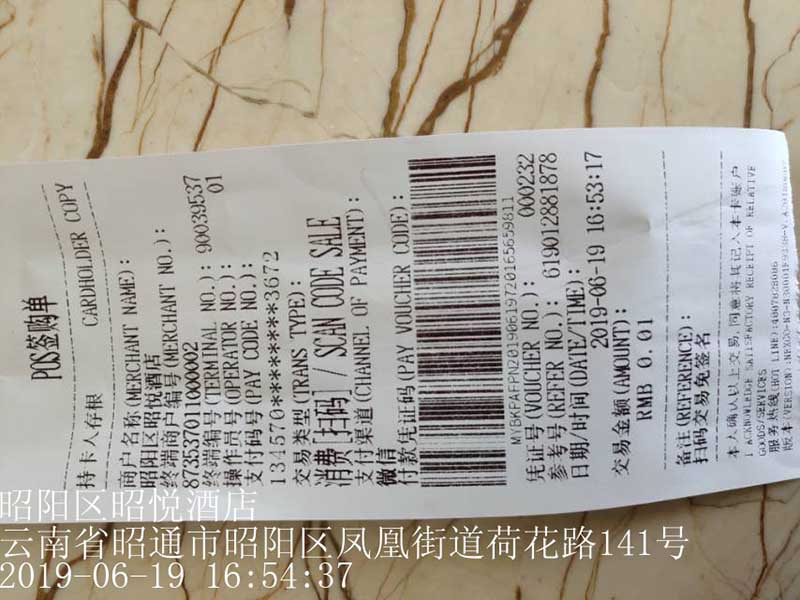 POS签购单
持卡人存根 CARDHOLDER COPY
商户名称(MERCHANT NAME):
昭阳区昭悦酒店
终端商户编号(MERCHANT NO.):
873537011000002
终端编号(TERMINAL NO.): 90039537
操作员号(OPERATOR NO.): 01
支付码号(PAY CODE NO.):
134570*********3672
交易类型(TRANS TYPE):
消费[扫码] / SCAN CODE SALE
支付渠道(CHANNEL OF PAYMENT):
微信
付款凭证码(PAY VOUCHER CODE):
凭证号(VOUCHER NO.): 000232
参考号(REFER NO.): 619012881878
日期/时间(DATE/TIME):
2019-06-19 16:53:17
交易金额(AMOUNT):
RMB 0.01
备注(REFERENCE):
扫码交易免签名
本人确认以上交易,同意将其记入本卡账户
I ACKNOWLEDGE SATISFACTORY RECEIPT OF RELATIVE
GOODS/SERVICES
服务热线(HOT LINE):4007828006
昭阳区昭悦酒店
云南省昭通市昭阳区凤凰街道荷花路141号
2019-06-19 16:54:37